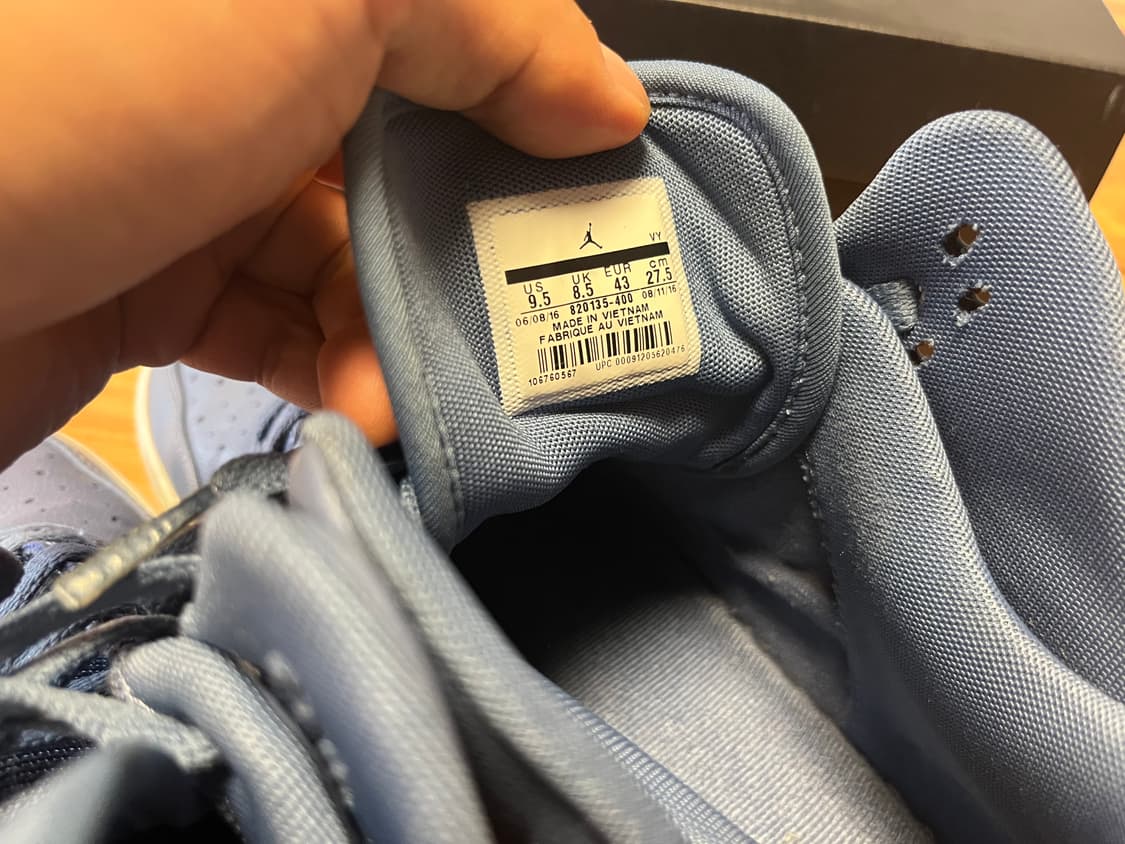 VY
US UK EUR cm
9.5 8.5 43 27.5
06/08/16 820135-400 08/11/16
MADE IN VIETNAM
FABRIQUE AU VIETNAM
106760567 UPC 00091205620476